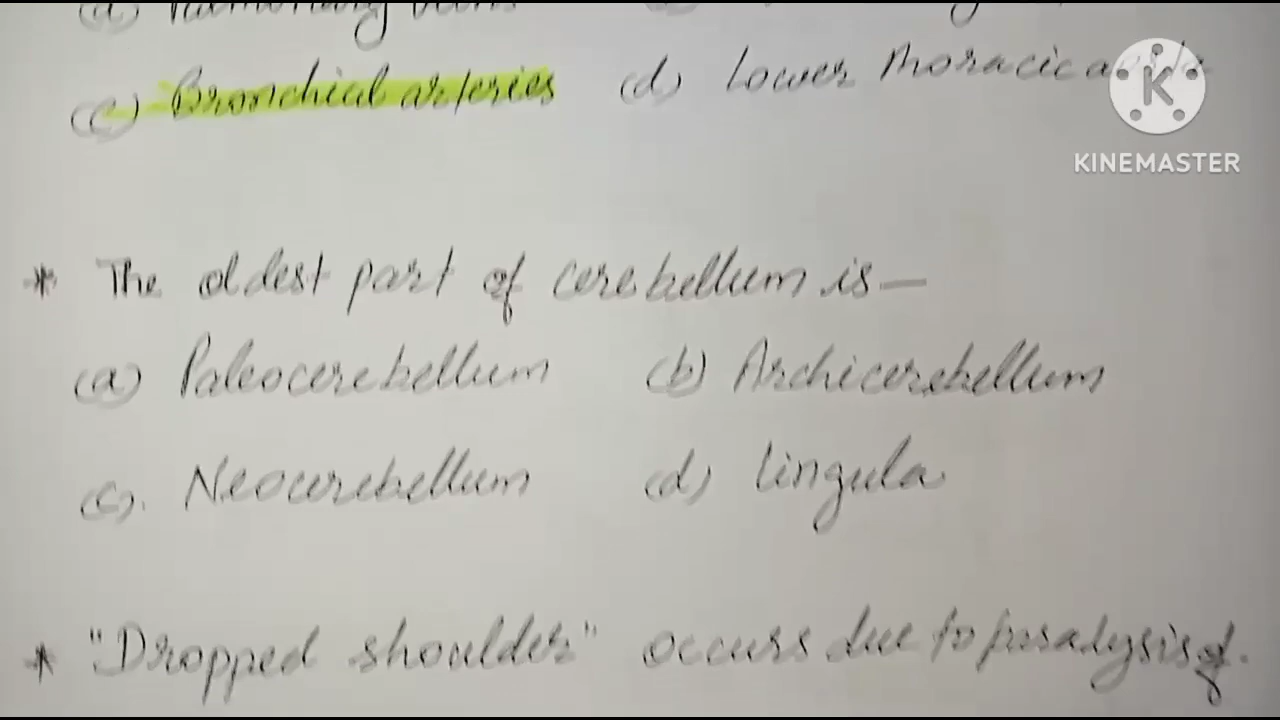 (c) Bronchial arteries (d) Lower Thoracic
K
KINEMASTER
* The oldest part of cerebellum is —
(a) Paleocerebellum (b) Archicerebellum
(c). Neocerebellum (d) Lingula
* "Dropped shoulder" occurs due to paralysis of.